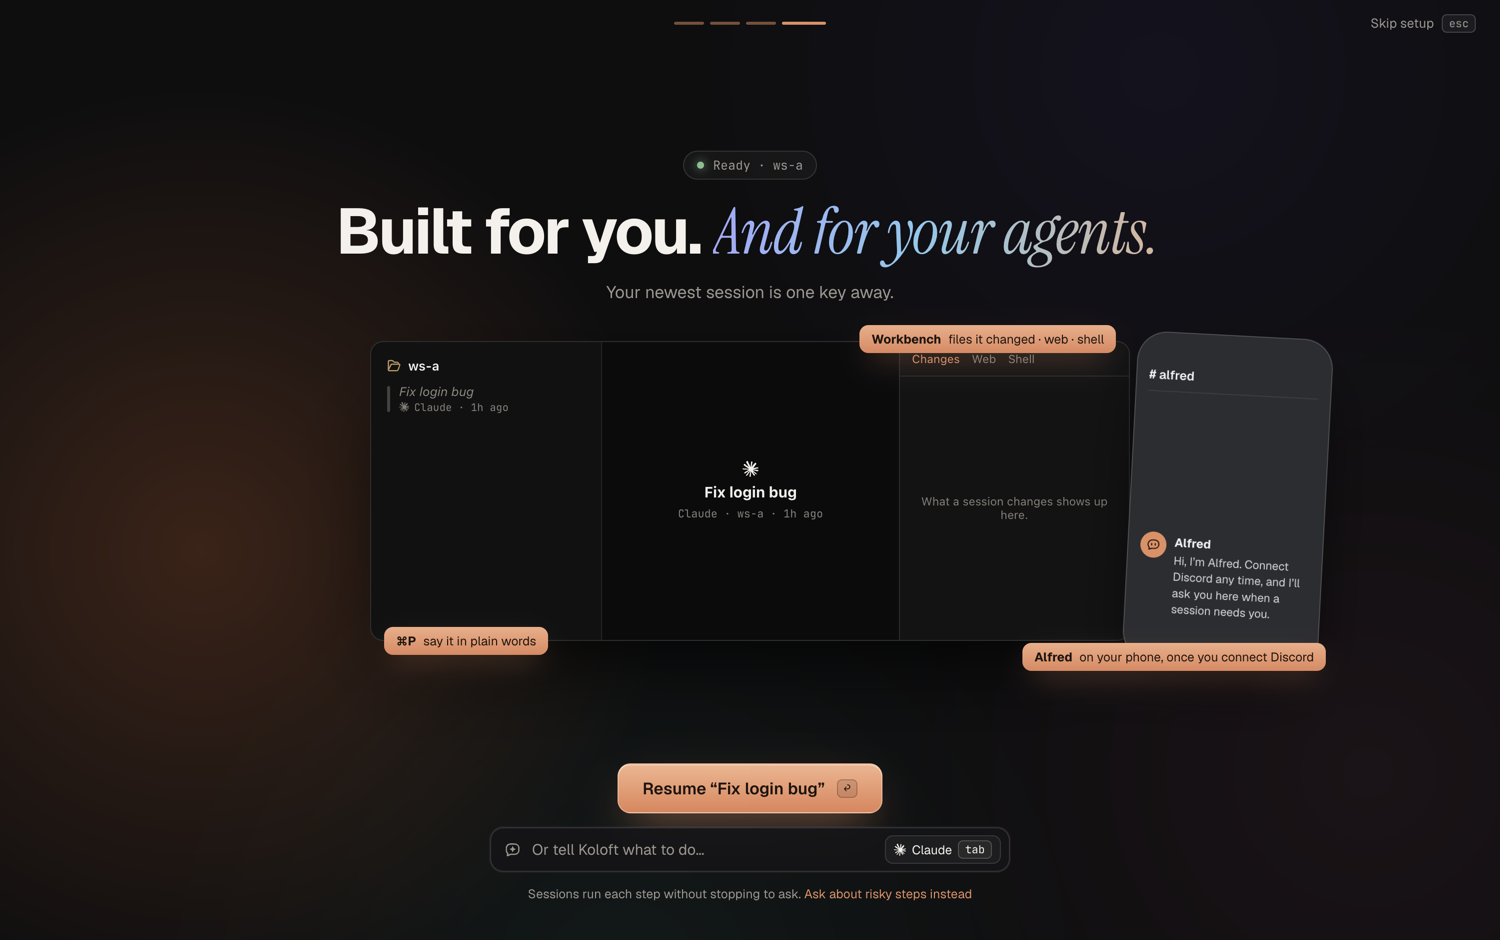 Skip setup esc
Ready · ws-a
Built for you. And for your agents.
Your newest session is one key away.
Workbench files it changed · web · shell
ws-a
Fix login bug
Claude · 1h ago
Fix login bug
Claude · ws-a · 1h ago
Changes Web Shell
What a session changes shows up
here.
# alfred
Alfred
Hi, I'm Alfred. Connect
Discord any time, and I'll
ask you here when a
session needs you.
⌘P say it in plain words
Alfred on your phone, once you connect Discord
Resume “Fix login bug”
Or tell Koloft what to do...
Claude tab
Sessions run each step without stopping to ask. Ask about risky steps instead